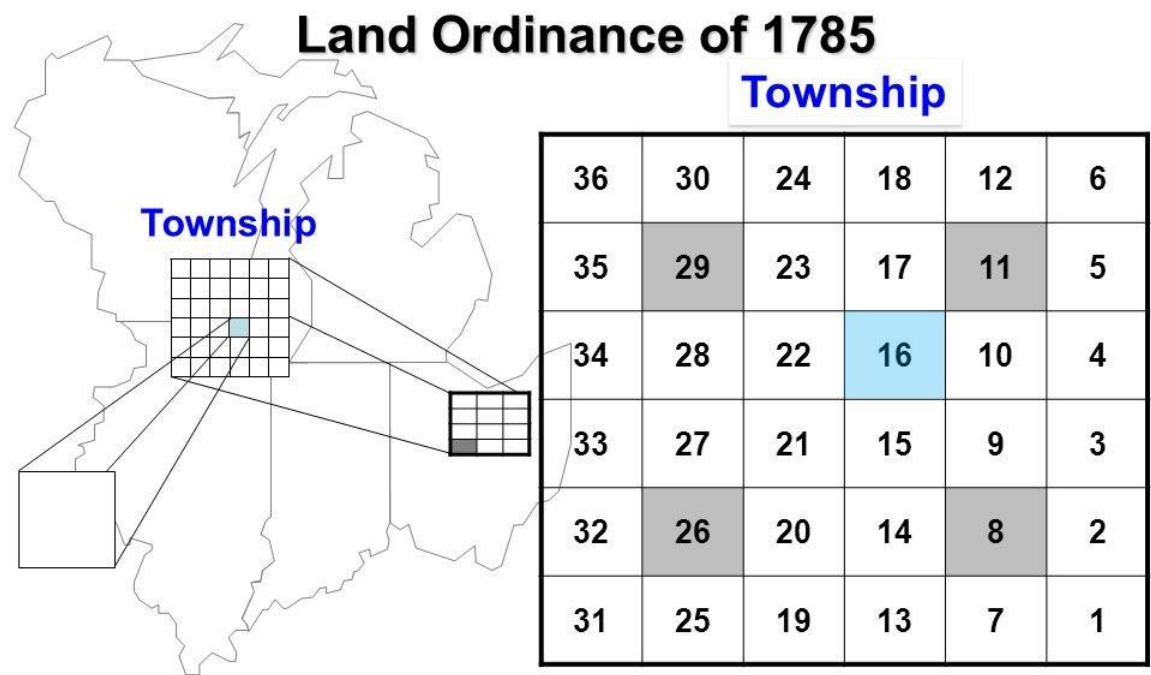 Land Ordinance of 1785
Township
Township
36 30 24 18 12 6
35 29 23 17 11 5
34 28 22 16 10 4
33 27 21 15 9 3
32 26 20 14 8 2
31 25 19 13 7 1